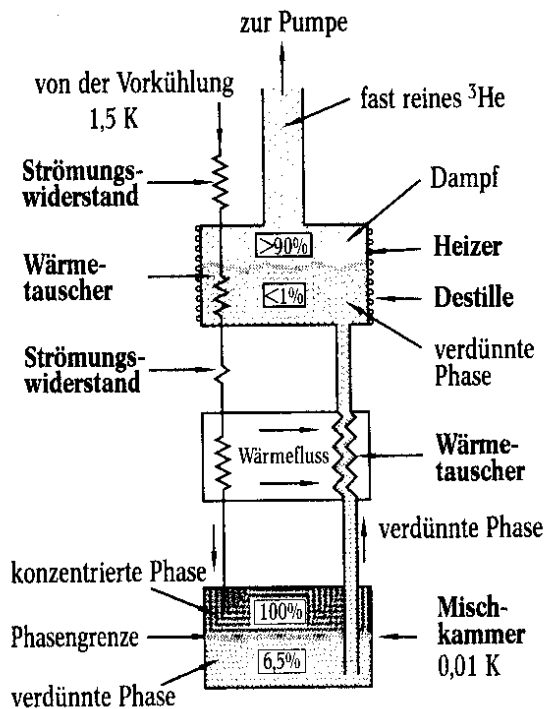 zur Pumpe
von der Vorkühlung
1,5 K
fast reines ³He
Strömungs-
widerstand
Dampf
>90%
Heizer
Wärme-
tauscher
<1%
Destille
Strömungs-
widerstand
verdünnte
Phase
Wärmefluss
Wärme-
tauscher
verdünnte Phase
konzentrierte Phase
100%
Phasengrenze
Misch-
kammer
0,01 K
6,5%
verdünnte Phase